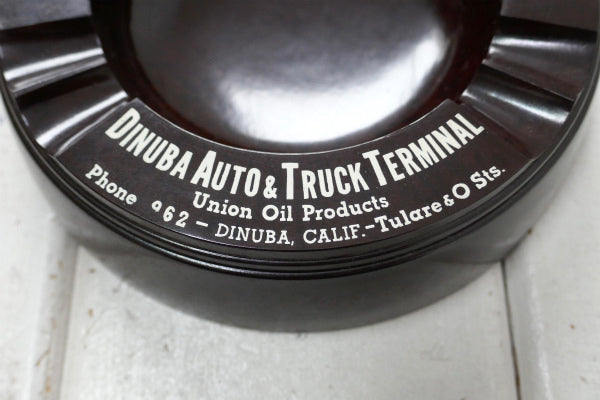 DINUBA AUTO & TRUCK TERMINAL
Union Oil Products
Phone 962 – DINUBA, CALIF.–Tulare & O Sts.